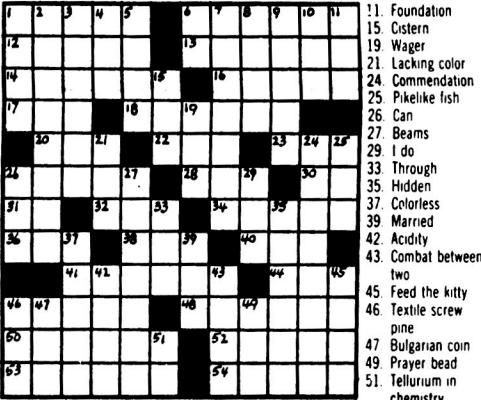 1 2 3 4 5 6 7 8 9 10 11
12 13
14 15 16
17 18 19
20 21 22 23 24 25
26 27 28 29 30
31 32 33 34 35
36 37 38 39 40
41 42 43 44 45
46 47 48 49
50 51 52
53 54
11. Foundation
15. Cistern
19. Wager
21. Lacking color
24. Commendation
25. Pikelike fish
26. Can
27. Beams
29. I do
33. Through
35. Hidden
37. Colorless
39. Married
42. Acidity
43. Combat between
two
45. Feed the kitty
46. Textile screw
pine
47. Bulgarian coin
49. Prayer bead
51. Tellurium in
chemistry